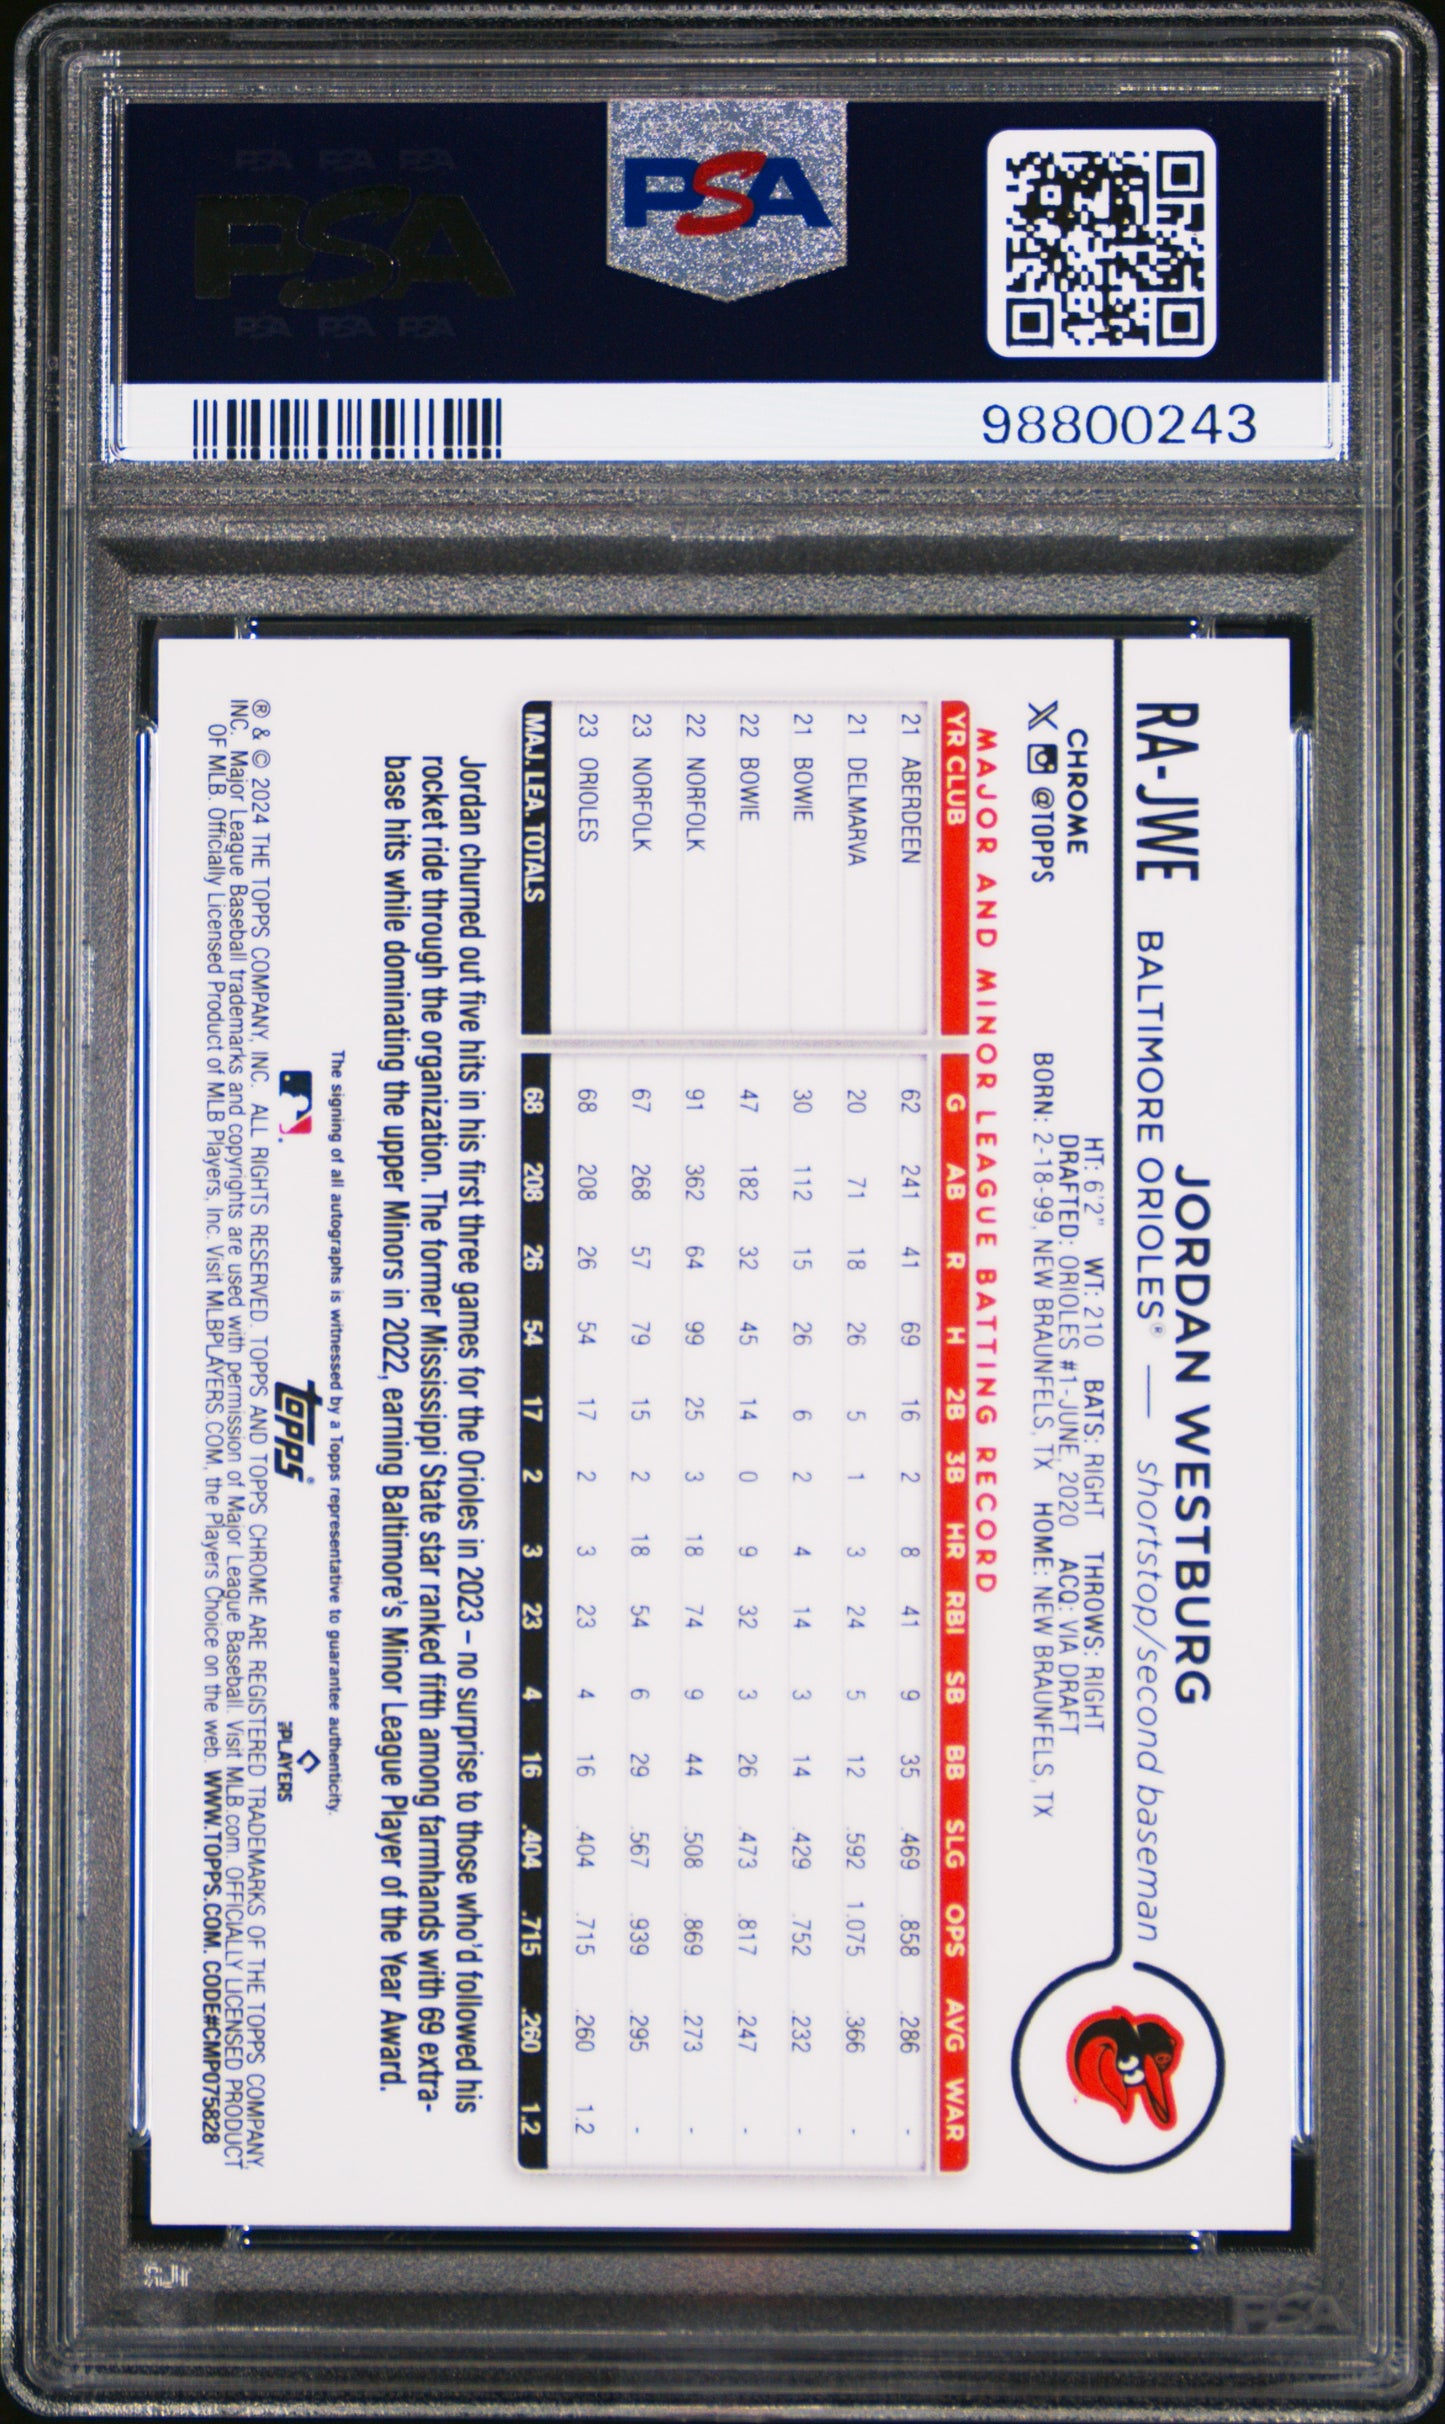 PSA PSA PSA
PSA
PSA PSA PSA
PSA
98800243
RA-JWE
JORDAN WESTBURG
BALTIMORE ORIOLES® — shortstop/second baseman
CHROME
@TOPPS
HT: 6'2" WT: 210 BATS: RIGHT THROWS: RIGHT
DRAFTED: ORIOLES #1-JUNE, 2020 ACQ: VIA DRAFT
BORN: 2-18-99, NEW BRAUNFELS, TX HOME: NEW BRAUNFELS, TX
MAJOR AND MINOR LEAGUE BATTING RECORD
YR CLUB G AB R H 2B 3B HR RBI SB BB SLG OPS AVG WAR
21 ABERDEEN 62 241 41 69 16 2 8 41 9 35 .469 .858 .286 -
21 DELMARVA 20 71 18 26 5 1 3 24 5 12 .592 1.075 .366 -
21 BOWIE 30 112 15 26 6 2 4 14 3 14 .429 .752 .232 -
22 BOWIE 47 182 32 45 14 0 9 32 3 26 .473 .817 .247 -
22 NORFOLK 91 362 64 99 25 3 18 74 9 44 .508 .869 .273 -
23 NORFOLK 67 268 57 79 15 2 18 54 6 29 .567 .939 .295 -
23 ORIOLES 68 208 26 54 17 2 3 23 4 16 .404 .715 .260 1.2
MAJ. LEA. TOTALS 68 208 26 54 17 2 3 23 4 16 .404 .715 .260 1.2
Jordan churned out five hits in his first three games for the Orioles in 2023 – no surprise to those who'd followed his
rocket ride through the organization. The former Mississippi State star ranked fifth among farmhands with 69 extra-
base hits while dominating the upper Minors in 2022, earning Baltimore's Minor League Player of the Year Award.
The signing of all autographs is witnessed by a Topps representative to guarantee authenticity.
topps®
PLAYERS
® & © 2024 THE TOPPS COMPANY, INC. ALL RIGHTS RESERVED. TOPPS AND TOPPS CHROME ARE REGISTERED TRADEMARKS OF THE TOPPS COMPANY,
INC. Major League Baseball trademarks and copyrights are used with permission of Major League Baseball. Visit MLB.com. OFFICIALLY LICENSED PRODUCT
OF MLB. Officially Licensed Product of MLB Players, Inc. Visit MLBPLAYERS.COM, the Players Choice on the web. WWW.TOPPS.COM. CODE#CMP075828
PSA